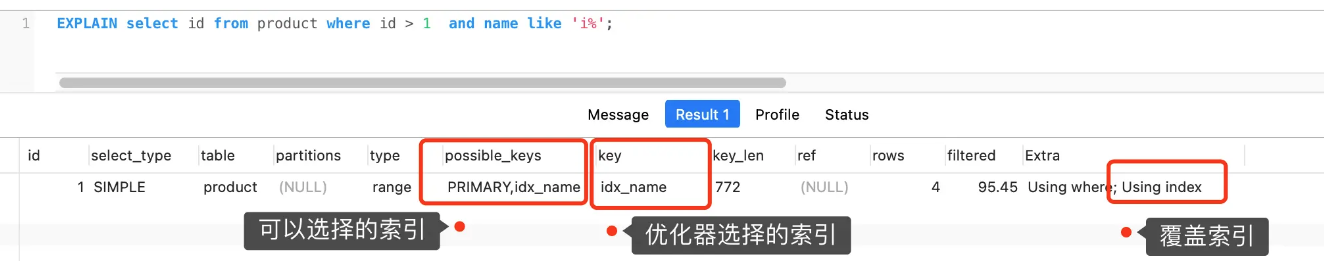 1 EXPLAIN select id from product where id > 1 and name like 'i%';
Message Result 1 Profile Status
id select_type table partitions type possible_keys key key_len ref rows filtered Extra
1 SIMPLE product (NULL) range PRIMARY,idx_name idx_name 772 (NULL) 4 95.45 Using where; Using index
可以选择的索引 优化器选择的索引 覆盖索引